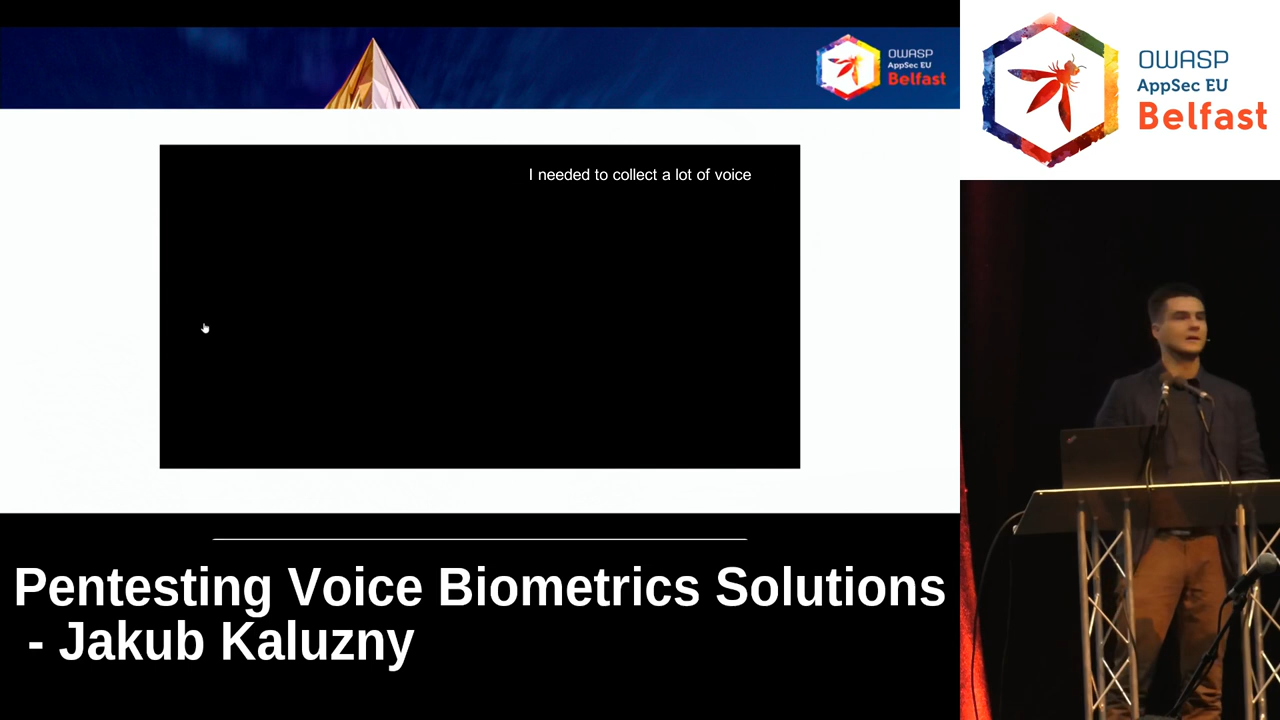 OWASP
AppSec EU
Belfast
I needed to collect a lot of voice
Pentesting Voice Biometrics Solutions
- Jakub Kaluzny
OWASP
AppSec EU
Belfast